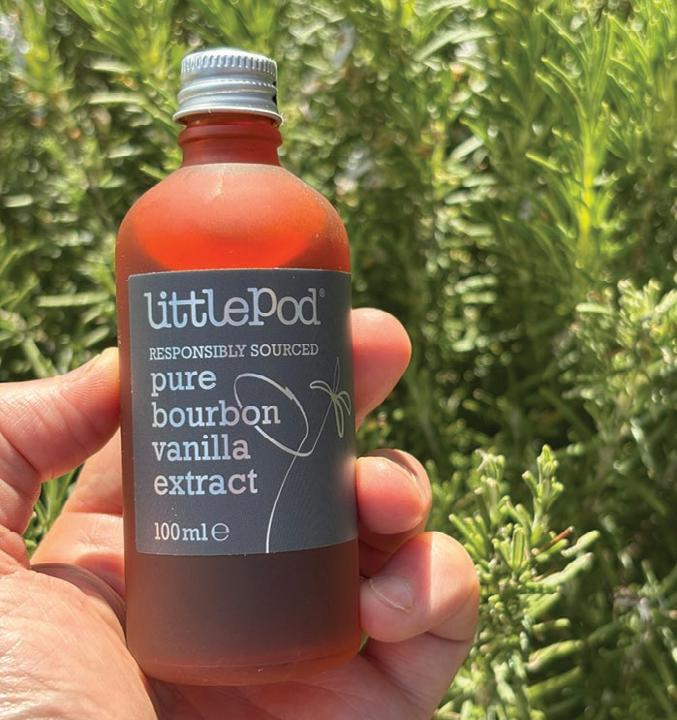 littlePod®
RESPONSIBLY SOURCED
pure
bourbon
vanilla
extract
100ml℮